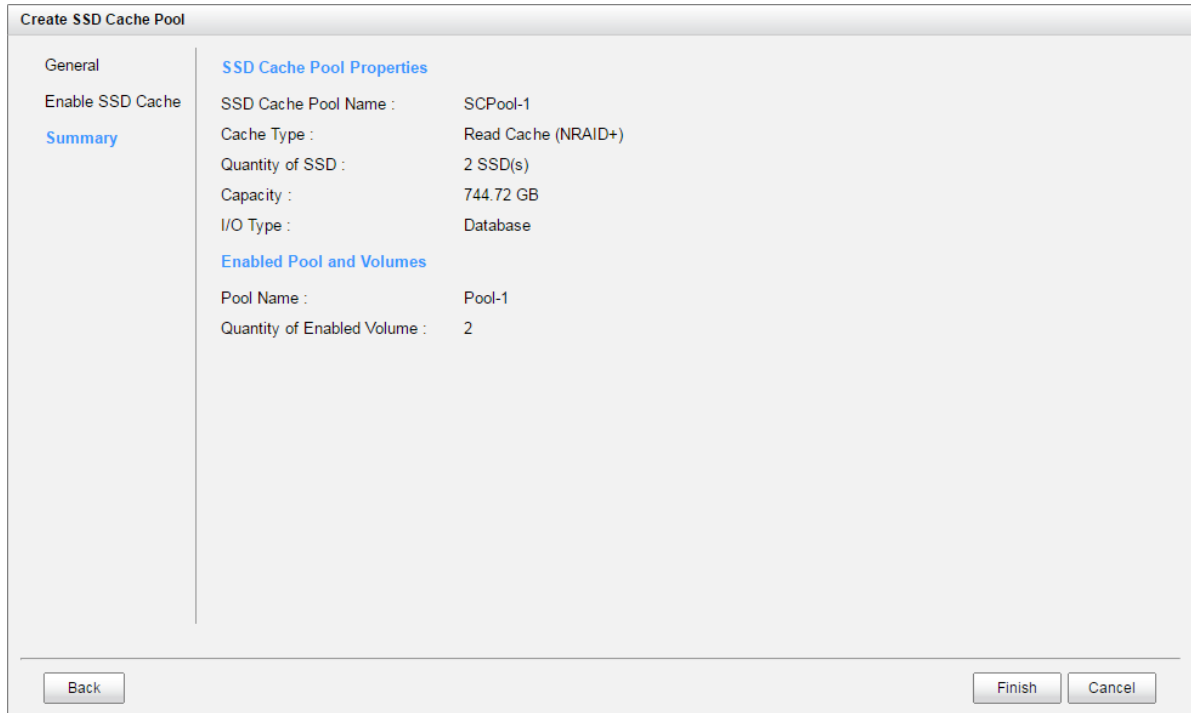 Create SSD Cache Pool
General
Enable SSD Cache
Summary
SSD Cache Pool Properties
SSD Cache Pool Name : SCPool-1
Cache Type : Read Cache (NRAID+)
Quantity of SSD : 2 SSD(s)
Capacity : 744.72 GB
I/O Type : Database
Enabled Pool and Volumes
Pool Name : Pool-1
Quantity of Enabled Volume : 2
Back Finish Cancel